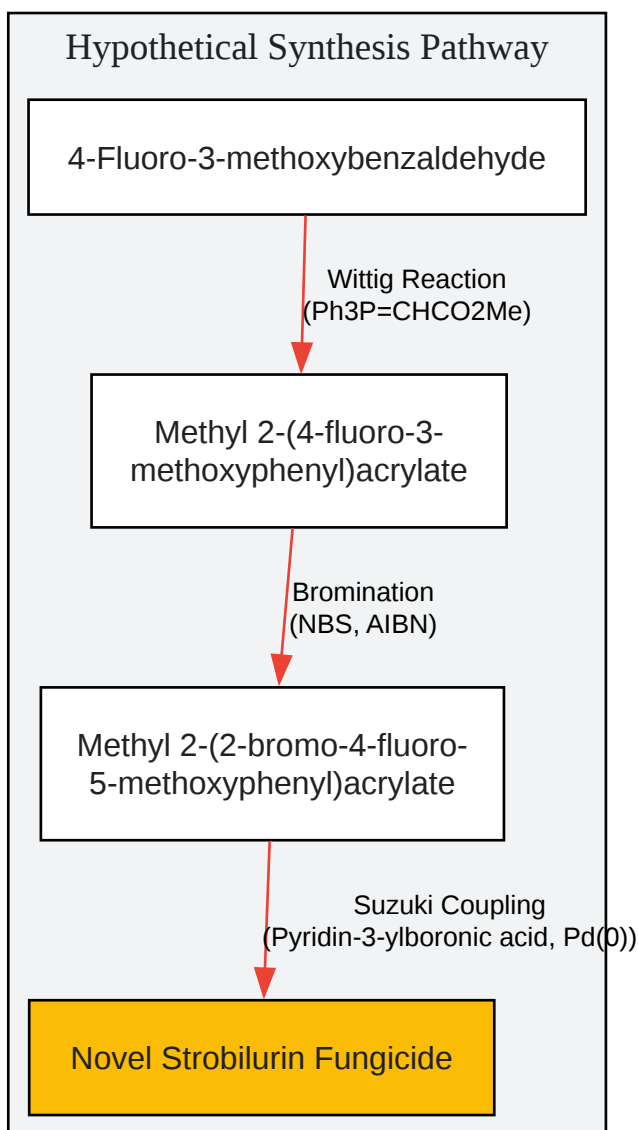 Hypothetical Synthesis Pathway
4-Fluoro-3-methoxybenzaldehyde
Wittig Reaction
(Ph3P=CHCO2Me)
Methyl 2-(4-fluoro-3-
methoxyphenyl)acrylate
Bromination
(NBS, AIBN)
Methyl 2-(2-bromo-4-fluoro-
5-methoxyphenyl)acrylate
Suzuki Coupling
(Pyridin-3-ylboronic acid, Pd(0))
Novel Strobilurin Fungicide